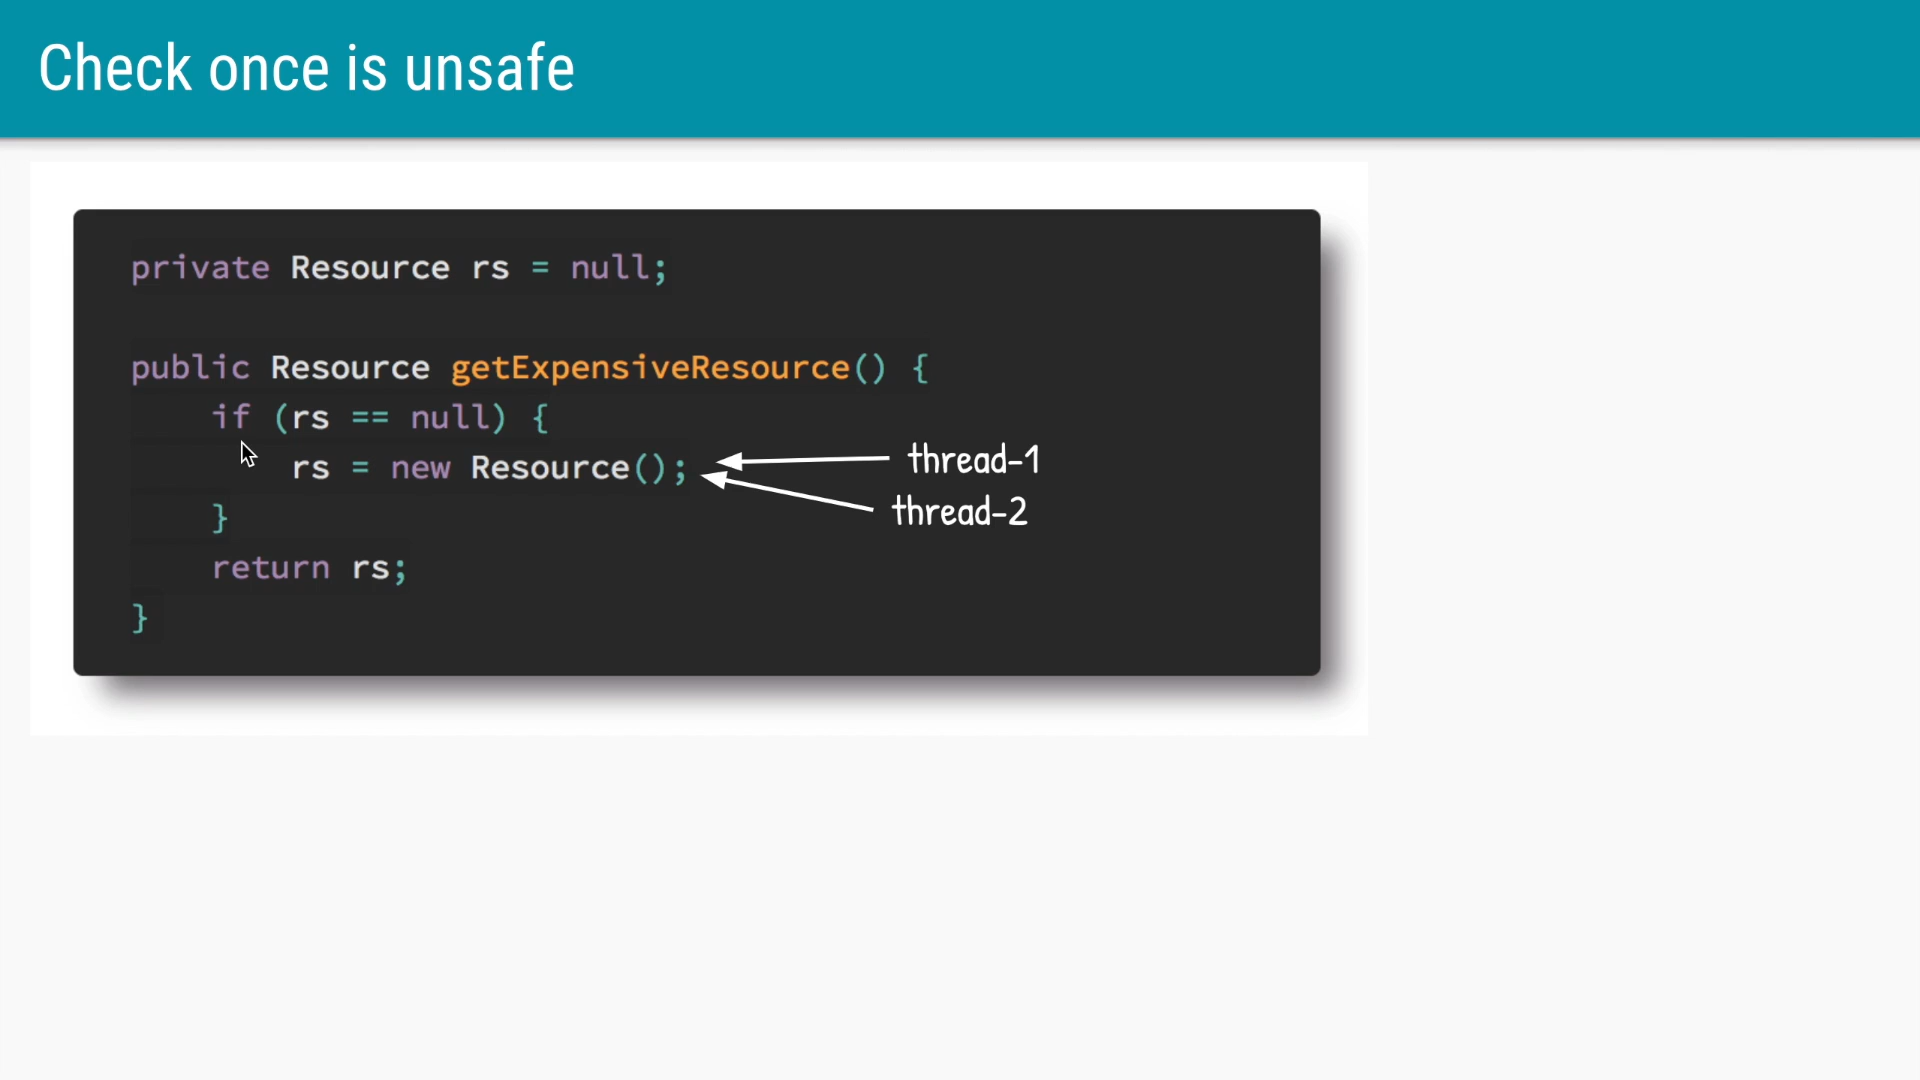 Check once is unsafe
private Resource rs = null;
public Resource getExpensiveResource() {
if (rs == null) {
rs = new Resource();
thread-1
thread-2
}
return rs;
}